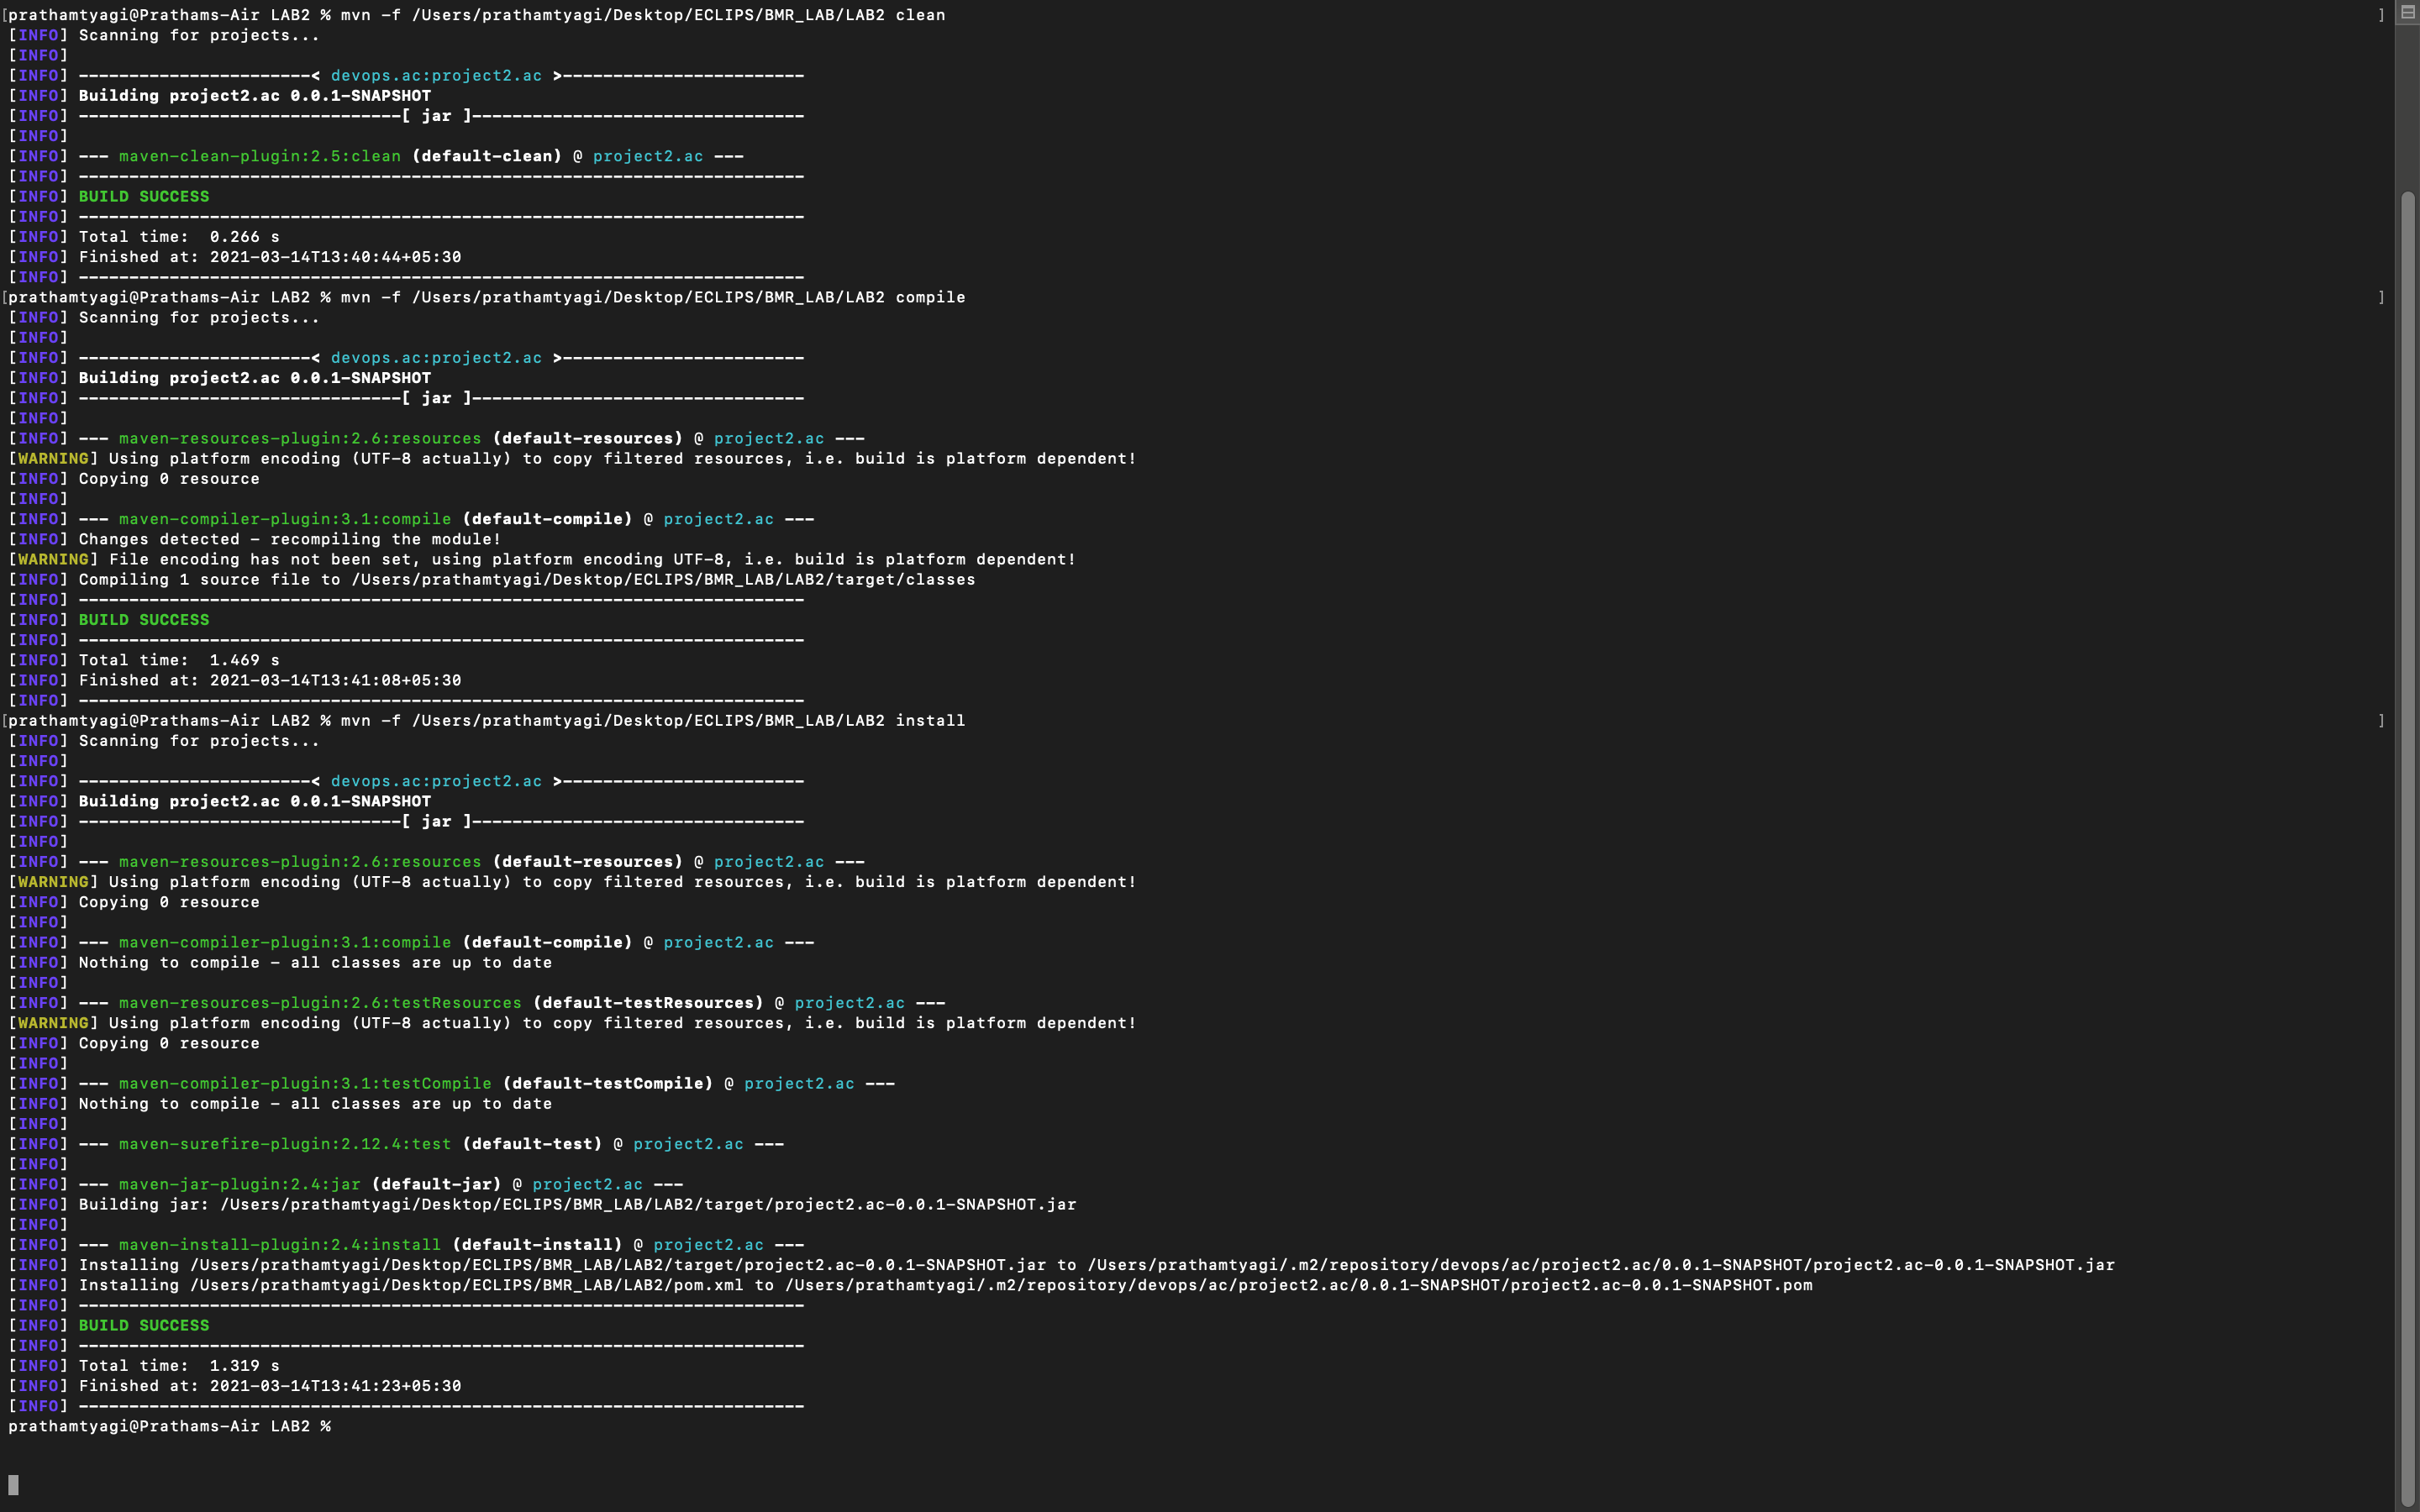 [prathamtyagi@Prathams-Air LAB2 % mvn -f /Users/prathamtyagi/Desktop/ECLIPS/BMR_LAB/LAB2 clean ]
[INFO] Scanning for projects...
[INFO]
[INFO] -----------------------< devops.ac:project2.ac >------------------------
[INFO] Building project2.ac 0.0.1-SNAPSHOT
[INFO] --------------------------------[ jar ]---------------------------------
[INFO]
[INFO] --- maven-clean-plugin:2.5:clean (default-clean) @ project2.ac ---
[INFO] ------------------------------------------------------------------------
[INFO] BUILD SUCCESS
[INFO] ------------------------------------------------------------------------
[INFO] Total time:  0.266 s
[INFO] Finished at: 2021-03-14T13:40:44+05:30
[INFO] ------------------------------------------------------------------------
[prathamtyagi@Prathams-Air LAB2 % mvn -f /Users/prathamtyagi/Desktop/ECLIPS/BMR_LAB/LAB2 compile ]
[INFO] Scanning for projects...
[INFO]
[INFO] -----------------------< devops.ac:project2.ac >------------------------
[INFO] Building project2.ac 0.0.1-SNAPSHOT
[INFO] --------------------------------[ jar ]---------------------------------
[INFO]
[INFO] --- maven-resources-plugin:2.6:resources (default-resources) @ project2.ac ---
[WARNING] Using platform encoding (UTF-8 actually) to copy filtered resources, i.e. build is platform dependent!
[INFO] Copying 0 resource
[INFO]
[INFO] --- maven-compiler-plugin:3.1:compile (default-compile) @ project2.ac ---
[INFO] Changes detected - recompiling the module!
[WARNING] File encoding has not been set, using platform encoding UTF-8, i.e. build is platform dependent!
[INFO] Compiling 1 source file to /Users/prathamtyagi/Desktop/ECLIPS/BMR_LAB/LAB2/target/classes
[INFO] ------------------------------------------------------------------------
[INFO] BUILD SUCCESS
[INFO] ------------------------------------------------------------------------
[INFO] Total time:  1.469 s
[INFO] Finished at: 2021-03-14T13:41:08+05:30
[INFO] ------------------------------------------------------------------------
[prathamtyagi@Prathams-Air LAB2 % mvn -f /Users/prathamtyagi/Desktop/ECLIPS/BMR_LAB/LAB2 install ]
[INFO] Scanning for projects...
[INFO]
[INFO] -----------------------< devops.ac:project2.ac >------------------------
[INFO] Building project2.ac 0.0.1-SNAPSHOT
[INFO] --------------------------------[ jar ]---------------------------------
[INFO]
[INFO] --- maven-resources-plugin:2.6:resources (default-resources) @ project2.ac ---
[WARNING] Using platform encoding (UTF-8 actually) to copy filtered resources, i.e. build is platform dependent!
[INFO] Copying 0 resource
[INFO]
[INFO] --- maven-compiler-plugin:3.1:compile (default-compile) @ project2.ac ---
[INFO] Nothing to compile - all classes are up to date
[INFO]
[INFO] --- maven-resources-plugin:2.6:testResources (default-testResources) @ project2.ac ---
[WARNING] Using platform encoding (UTF-8 actually) to copy filtered resources, i.e. build is platform dependent!
[INFO] Copying 0 resource
[INFO]
[INFO] --- maven-compiler-plugin:3.1:testCompile (default-testCompile) @ project2.ac ---
[INFO] Nothing to compile - all classes are up to date
[INFO]
[INFO] --- maven-surefire-plugin:2.12.4:test (default-test) @ project2.ac ---
[INFO]
[INFO] --- maven-jar-plugin:2.4:jar (default-jar) @ project2.ac ---
[INFO] Building jar: /Users/prathamtyagi/Desktop/ECLIPS/BMR_LAB/LAB2/target/project2.ac-0.0.1-SNAPSHOT.jar
[INFO]
[INFO] --- maven-install-plugin:2.4:install (default-install) @ project2.ac ---
[INFO] Installing /Users/prathamtyagi/Desktop/ECLIPS/BMR_LAB/LAB2/target/project2.ac-0.0.1-SNAPSHOT.jar to /Users/prathamtyagi/.m2/repository/devops/ac/project2.ac/0.0.1-SNAPSHOT/project2.ac-0.0.1-SNAPSHOT.jar
[INFO] Installing /Users/prathamtyagi/Desktop/ECLIPS/BMR_LAB/LAB2/pom.xml to /Users/prathamtyagi/.m2/repository/devops/ac/project2.ac/0.0.1-SNAPSHOT/project2.ac-0.0.1-SNAPSHOT.pom
[INFO] ------------------------------------------------------------------------
[INFO] BUILD SUCCESS
[INFO] ------------------------------------------------------------------------
[INFO] Total time:  1.319 s
[INFO] Finished at: 2021-03-14T13:41:23+05:30
[INFO] ------------------------------------------------------------------------
prathamtyagi@Prathams-Air LAB2 %